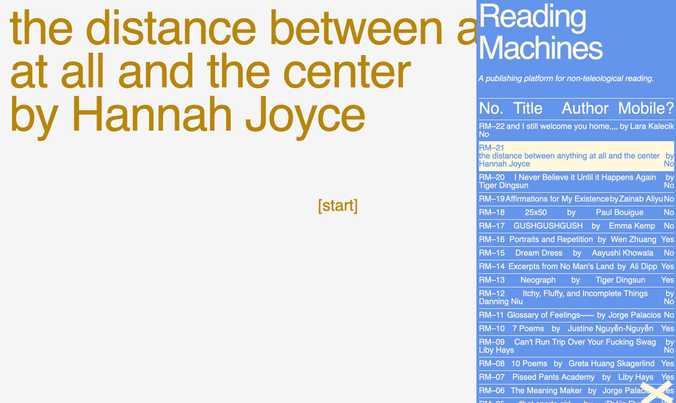 the distance between a
at all and the center
by Hannah Joyce
[start]
Reading
Machines
A publishing platform for non-teleological reading.
No. Title Author Mobile?
RM–22 and I still welcome you home,,,, by Lara Kalecik
No
RM–21
the distance between anything at all and the center by
Hannah Joyce No
RM–20 I Never Believe it Until it Happens Again by
Tiger Dingsun No
RM–19 Affirmations for My Existence by Zainab Aliyu No
RM–18 25x50 by Paul Bouigue No
RM–17 GUSHGUSHGUSH by Emma Kemp No
RM–16 Portraits and Repetition by Wen Zhuang Yes
RM–15 Dream Dress by Aayushi Khowala No
RM–14 Excerpts from No Man's Land by Ali Dipp Yes
RM–13 Neograph by Tiger Dingsun Yes
RM–12 Itchy, Fluffy, and Incomplete Things by
Danning Niu No
RM–11 Glossary of Feelings—— by Jorge Palacios No
RM–10 7 Poems by Justine Nguyễn-Nguyễn Yes
RM–09 Can't Run Trip Over Your Fucking Swag by
Liby Hays No
RM–08 10 Poems by Greta Huang Skagerlind Yes
RM–07 Pissed Pants Academy by Liby Hays Yes
RM–06 The Meaning Maker by Jorge